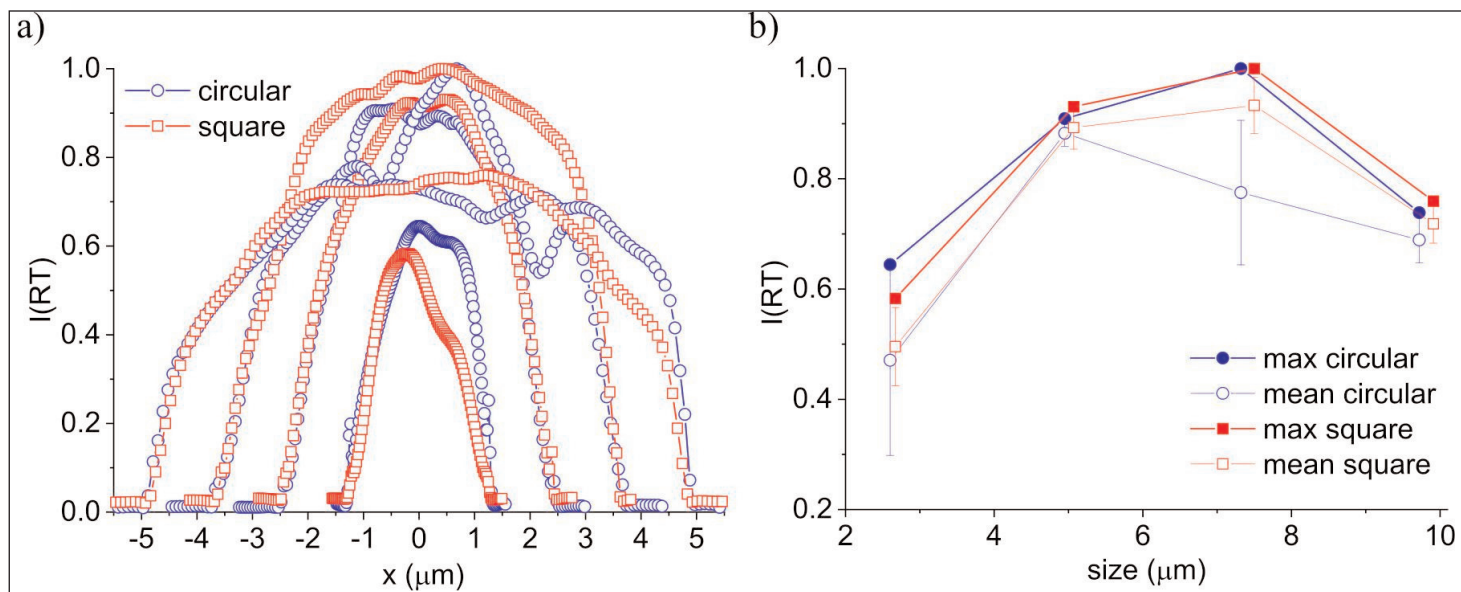 a)
circular
square
I(RT)
1.0
0.8
0.6
0.4
0.2
0.0
-5 -4 -3 -2 -1 0 1 2 3 4 5
x (μm)
b)
I(RT)
1.0
0.8
0.6
0.4
0.2
max circular
mean circular
max square
mean square
2 4 6 8 10
size (μm)